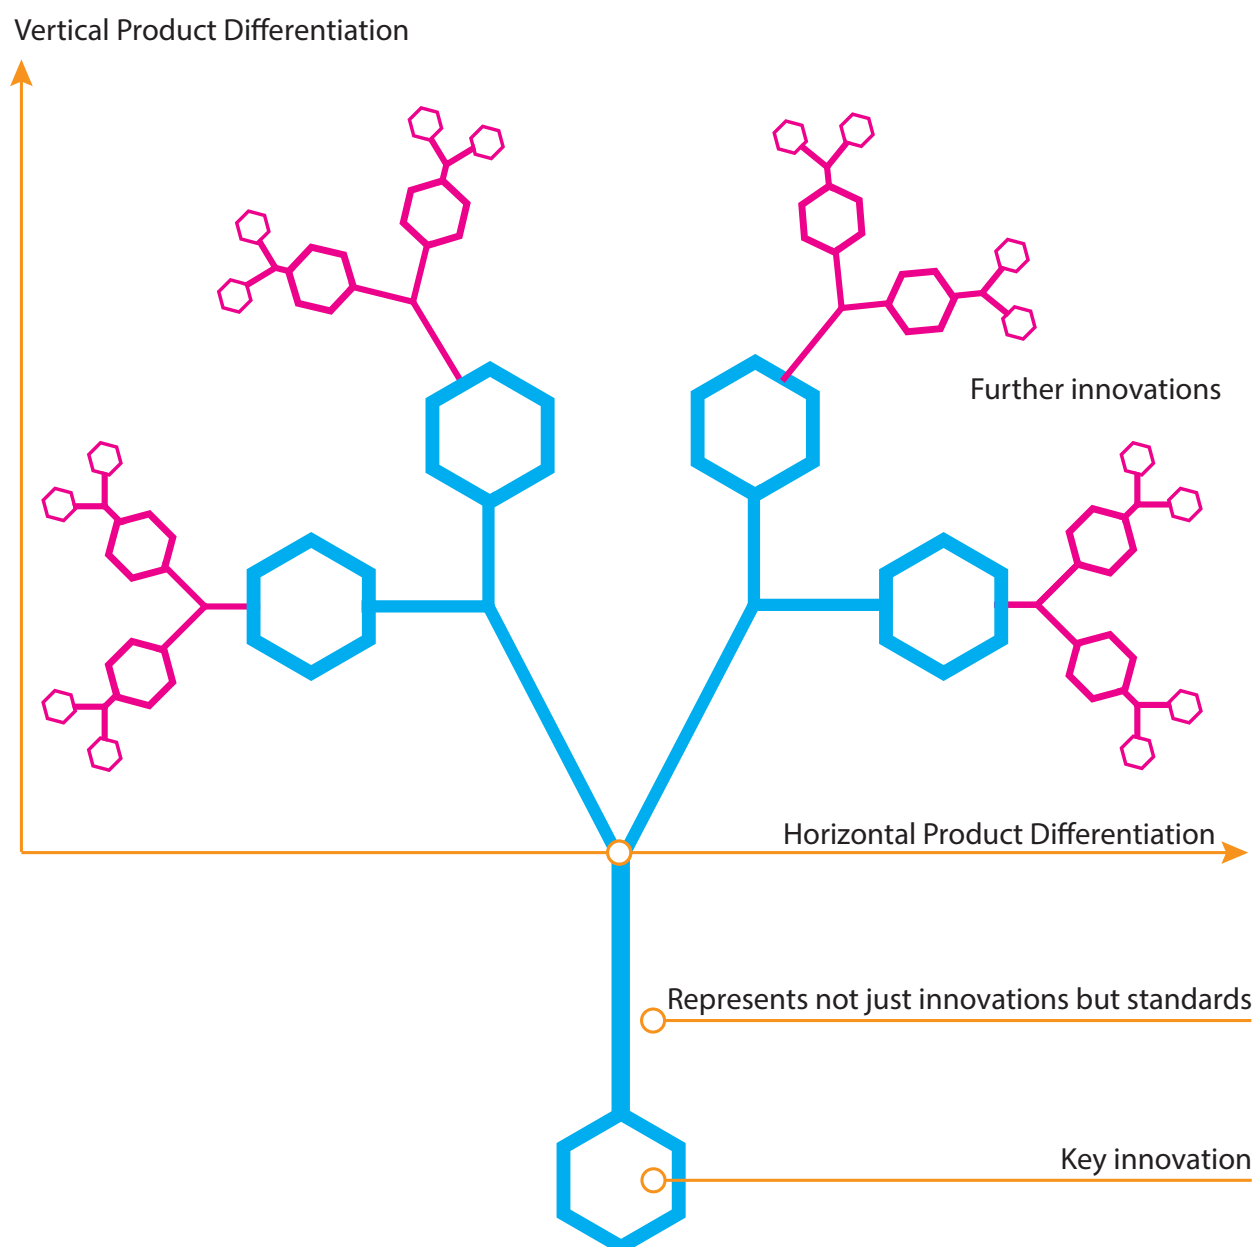 Vertical Product Differentiation
Further innovations
Horizontal Product Differentiation
Represents not just innovations but standards
Key innovation